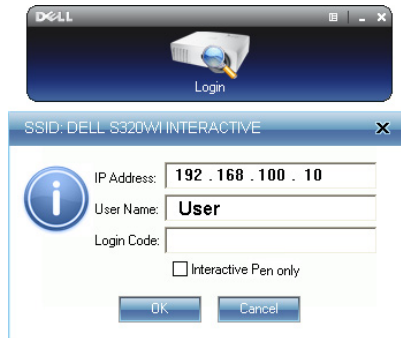 DELL
Login
SSID: DELL S320WI INTERACTIVE
IP Address: 192 . 168 . 100 . 10
User Name: User
Login Code:
Interactive Pen only
OK Cancel